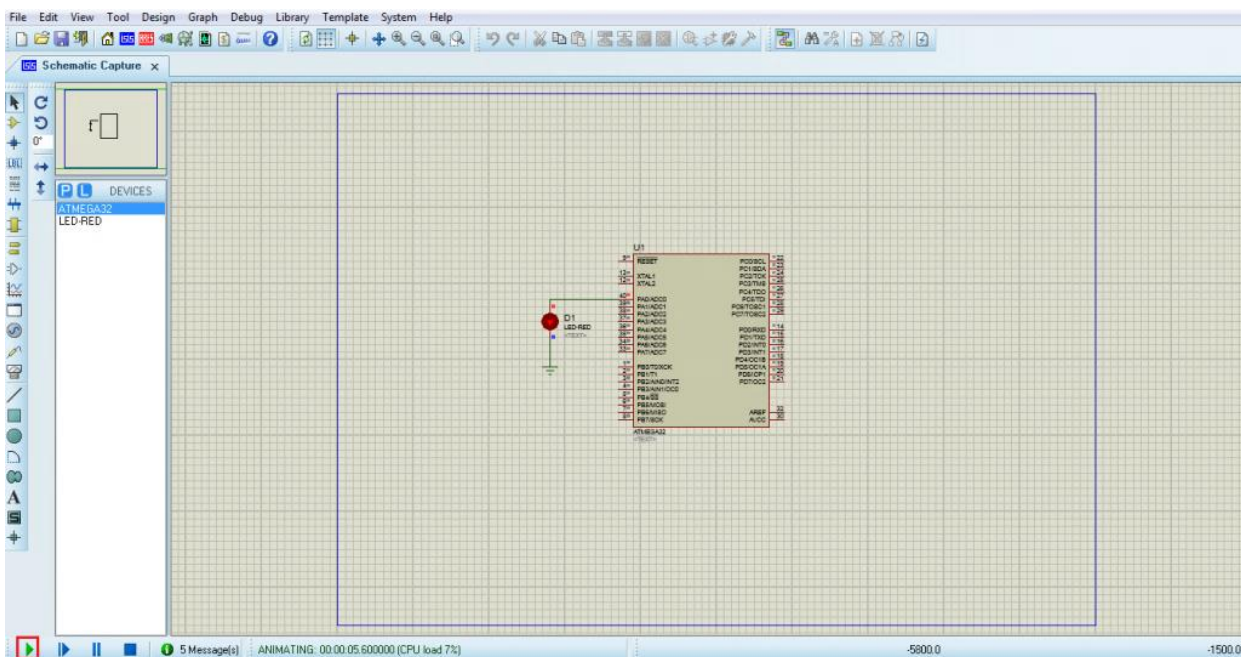 File Edit View Tool Design Graph Debug Library Template System Help
Schematic Capture x
0°
P L DEVICES
ATMEGA32
LED-RED
U1
RESET
XTAL1
XTAL2
PA0/ADC0
PA1/ADC1
PA2/ADC2
PA3/ADC3
PA4/ADC4
PA5/ADC5
PA6/ADC6
PA7/ADC7
PB0/T0/XCK
PB1/T1
PB2/AIN0/INT2
PB3/AIN1/OC0
PB4/SS
PB5/MOSI
PB6/MISO
PB7/SCK
PC0/SCL
PC1/SDA
PC2/TCK
PC3/TMS
PC4/TDO
PC5/TDI
PC6/TOSC1
PC7/TOSC2
PD0/RXD
PD1/TXD
PD2/INT0
PD3/INT1
PD4/OC1B
PD5/OC1A
PD6/ICP1
PD7/OC2
AREF
AVCC
ATMEGA32
<TEXT>
D1
LED-RED
<TEXT>
5 Message(s) ANIMATING: 00:00:05.600000 (CPU load 7%) -5800.0 -1500.0